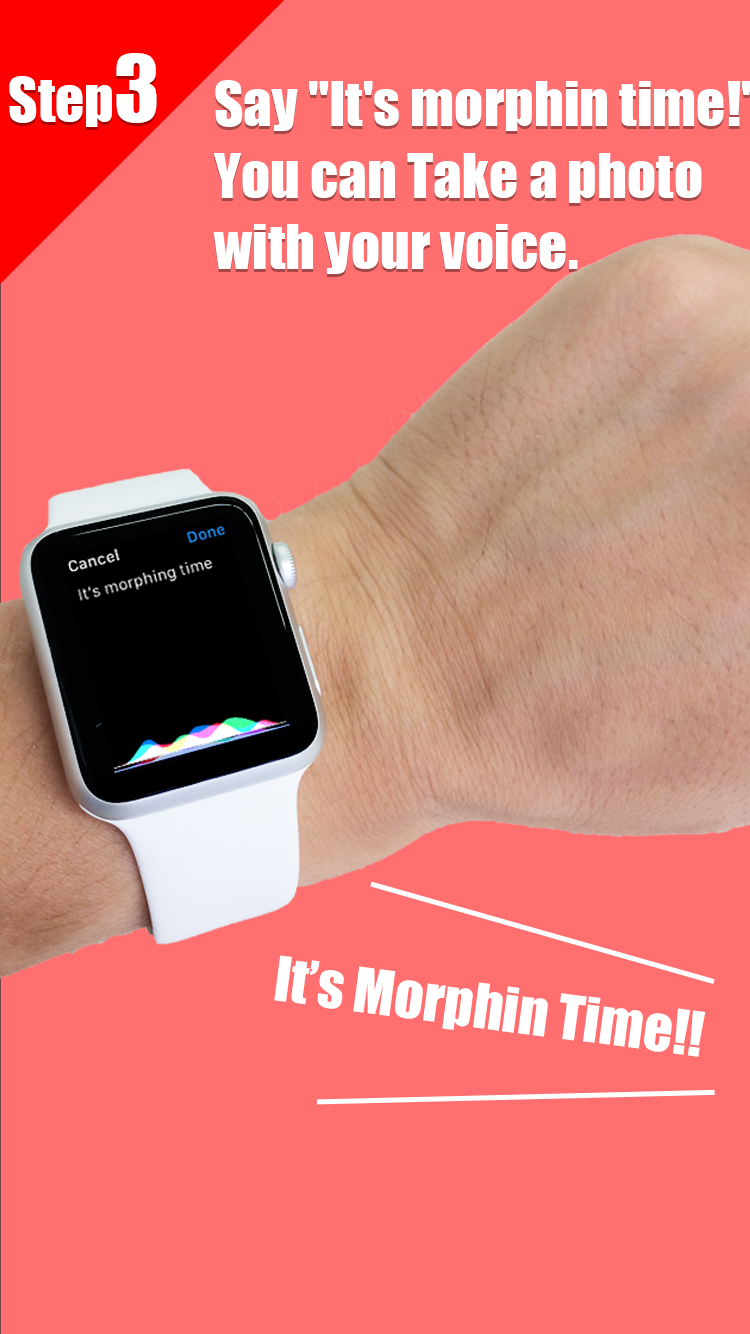 Step3
Say "It's morphin time!"
You can Take a photo
with your voice.
Cancel
Done
It's morphing time
It’s Morphin Time!!